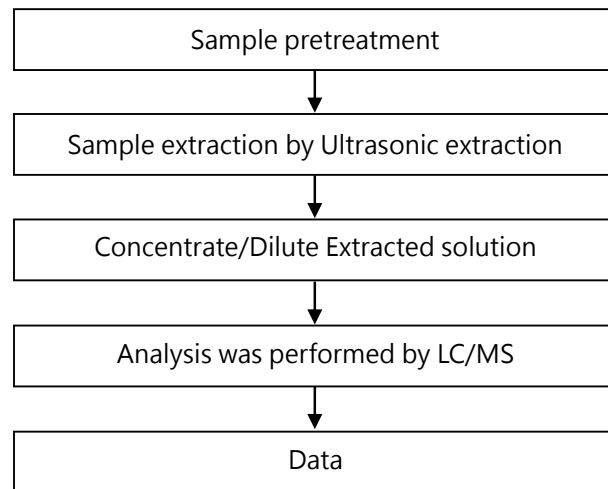 Sample pretreatment
Sample extraction by Ultrasonic extraction
Concentrate/Dilute Extracted solution
Analysis was performed by LC/MS
Data